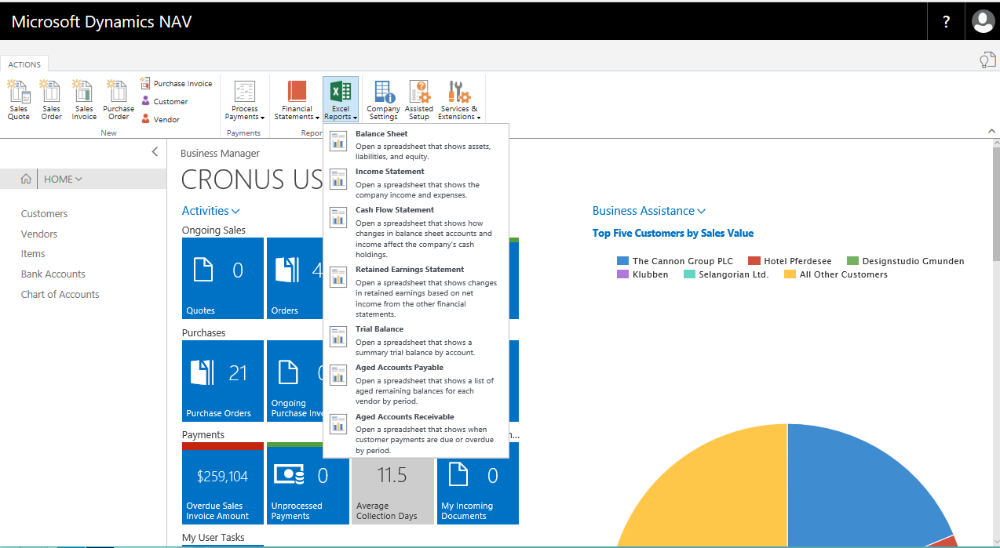 Microsoft Dynamics NAV
?
ACTIONS
Sales Quote
Sales Order
Sales Invoice
Purchase Order
Purchase Invoice
Customer
Vendor
New
Process Payments
Payments
Financial Statements
Excel Reports
Repor
Company Settings
Assisted Setup
Services & Extensions
Balance Sheet
Open a spreadsheet that shows assets,
liabilities, and equity.
Income Statement
Open a spreadsheet that shows the
company income and expenses.
Cash Flow Statement
Open a spreadsheet that shows how
changes in balance sheet accounts and
income affect the company's cash
holdings.
Retained Earnings Statement
Open a spreadsheet that shows changes
in retained earnings based on net
income from the other financial
statements.
Trial Balance
Open a spreadsheet that shows a
summary trial balance by account.
Aged Accounts Payable
Open a spreadsheet that shows a list of
aged remaining balances for each
vendor by period.
Aged Accounts Receivable
Open a spreadsheet that shows when
customer payments are due or overdue
by period.
HOME
Customers
Vendors
Items
Bank Accounts
Chart of Accounts
Business Manager
CRONUS US
Activities
Ongoing Sales
0
Quotes
4
Orders
Purchases
21
Purchase Orders
Ongoing
Purchase Inv
Payments
$259,104
Overdue Sales
Invoice Amount
0
Unprocessed
Payments
11.5
Average
Collection Days
0
My Incoming
Documents
My User Tasks
Business Assistance
Top Five Customers by Sales Value
The Cannon Group PLC Hotel Pferdesee Designstudio Gmunden
Klubben Selangorian Ltd. All Other Customers